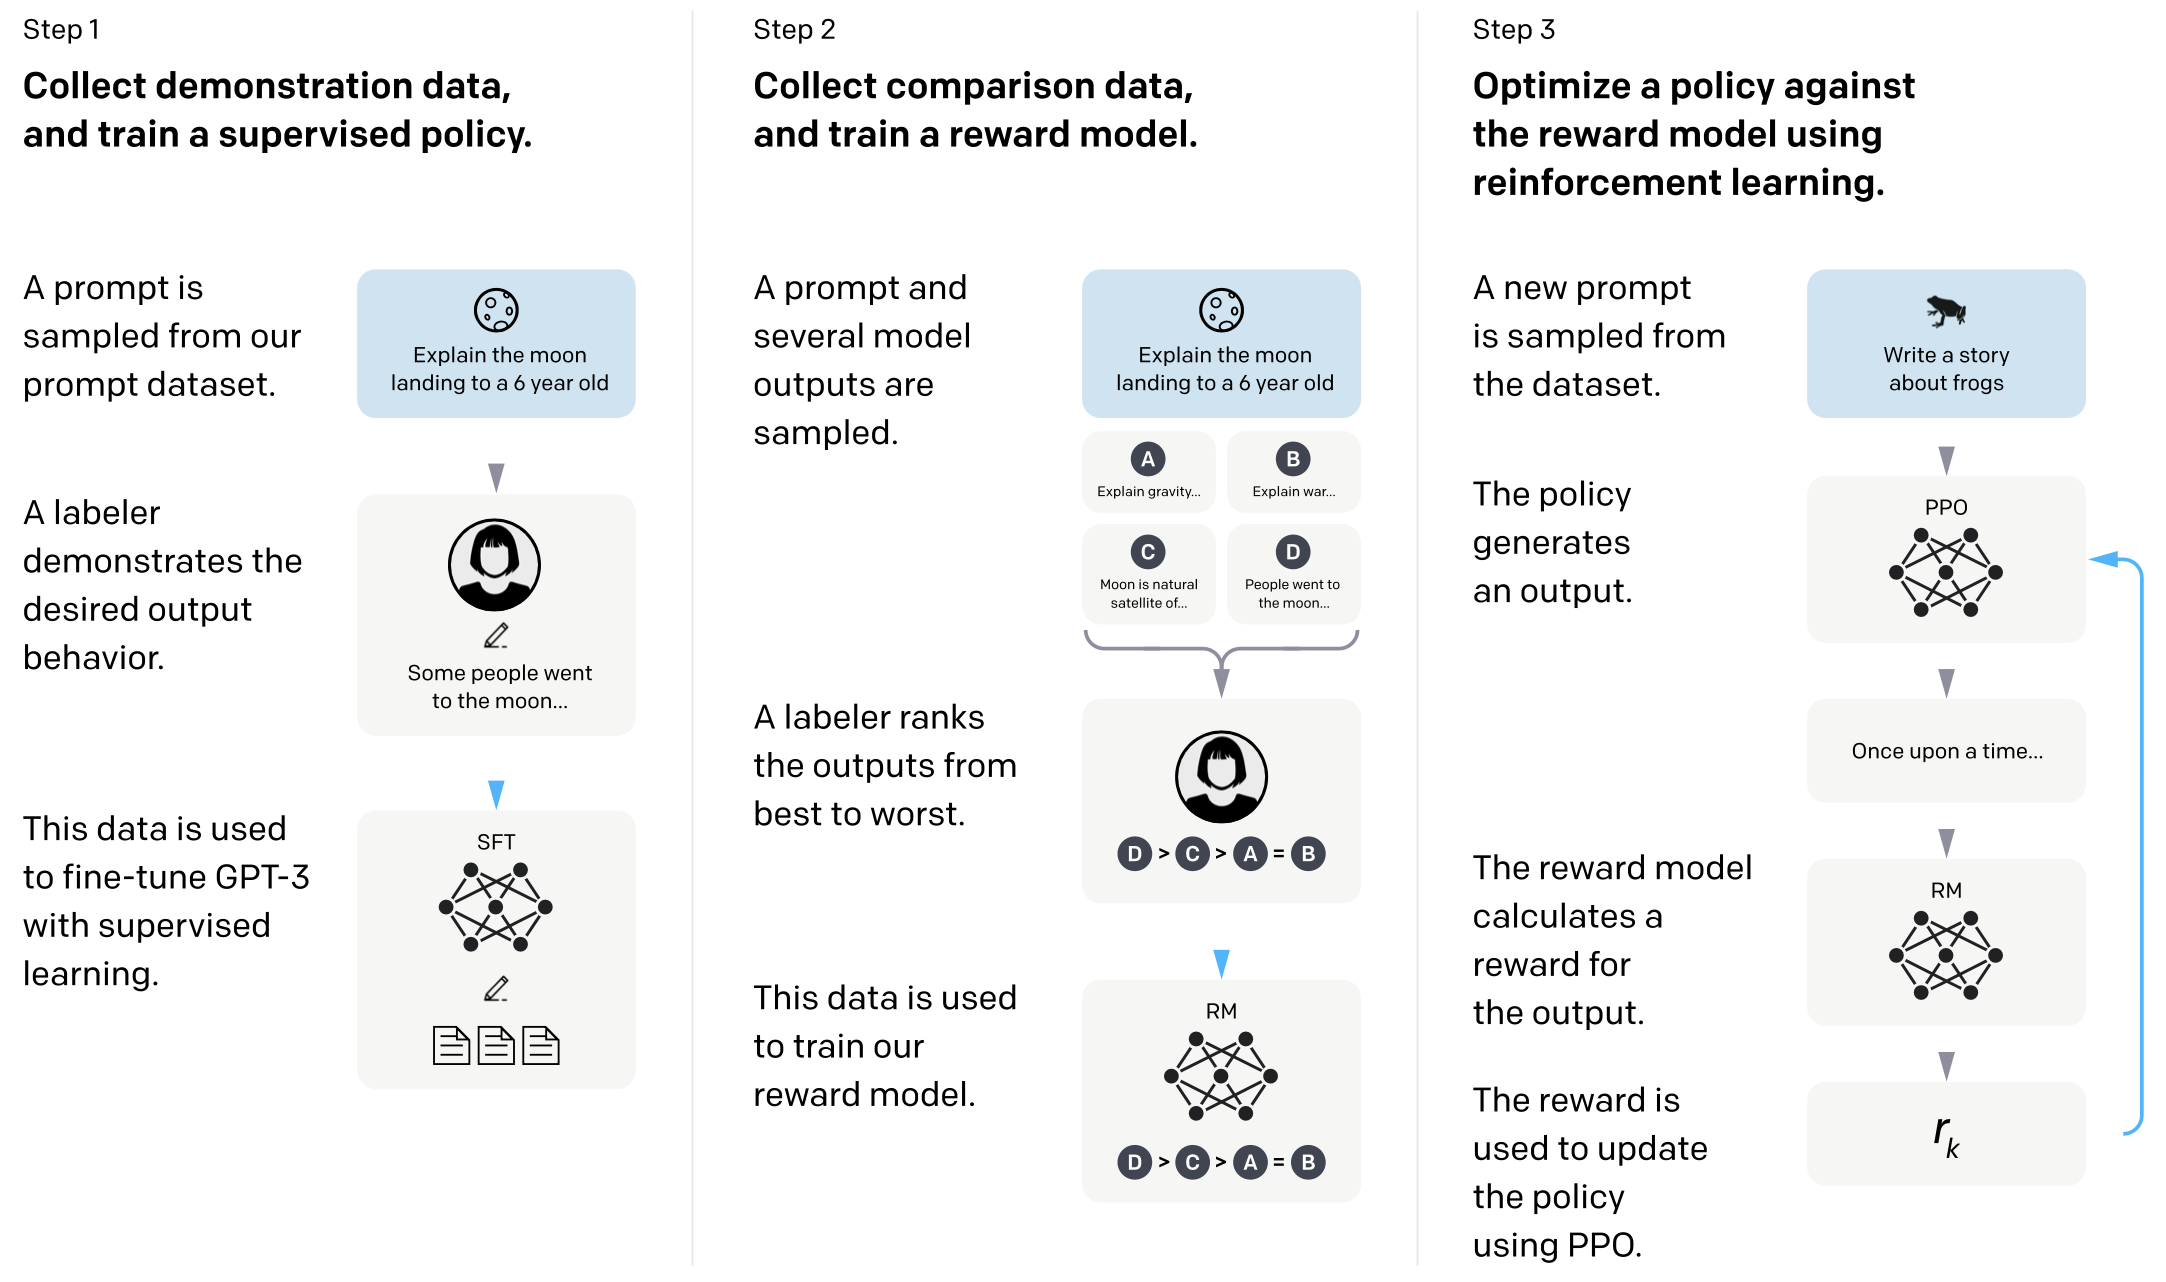 Step 1
Collect demonstration data,
and train a supervised policy.
A prompt is
sampled from our
prompt dataset.
Explain the moon
landing to a 6 year old
A labeler
demonstrates the
desired output
behavior.
Some people went
to the moon...
This data is used
to fine-tune GPT-3
with supervised
learning.
SFT
Step 2
Collect comparison data,
and train a reward model.
A prompt and
several model
outputs are
sampled.
Explain the moon
landing to a 6 year old
A
Explain gravity...
B
Explain war...
C
Moon is natural
satellite of...
D
People went to
the moon...
A labeler ranks
the outputs from
best to worst.
D > C > A = B
This data is used
to train our
reward model.
RM
D > C > A = B
Step 3
Optimize a policy against
the reward model using
reinforcement learning.
A new prompt
is sampled from
the dataset.
Write a story
about frogs
The policy
generates
an output.
PPO
Once upon a time...
The reward model
calculates a
reward for
the output.
RM
The reward is
used to update
the policy
using PPO.
r_k